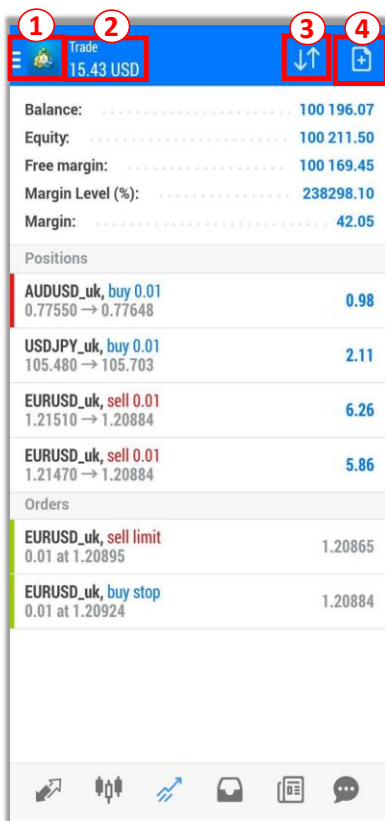 1 2 3 4
Trade
15.43 USD
Balance: 100 196.07
Equity: 100 211.50
Free margin: 100 169.45
Margin Level (%): 238298.10
Margin: 42.05
Positions
AUDUSD_uk, buy 0.01
0.77550 → 0.77648 0.98
USDJPY_uk, buy 0.01
105.480 → 105.703 2.11
EURUSD_uk, sell 0.01
1.21510 → 1.20884 6.26
EURUSD_uk, sell 0.01
1.21470 → 1.20884 5.86
Orders
EURUSD_uk, sell limit
0.01 at 1.20895 1.20865
EURUSD_uk, buy stop
0.01 at 1.20924 1.20884